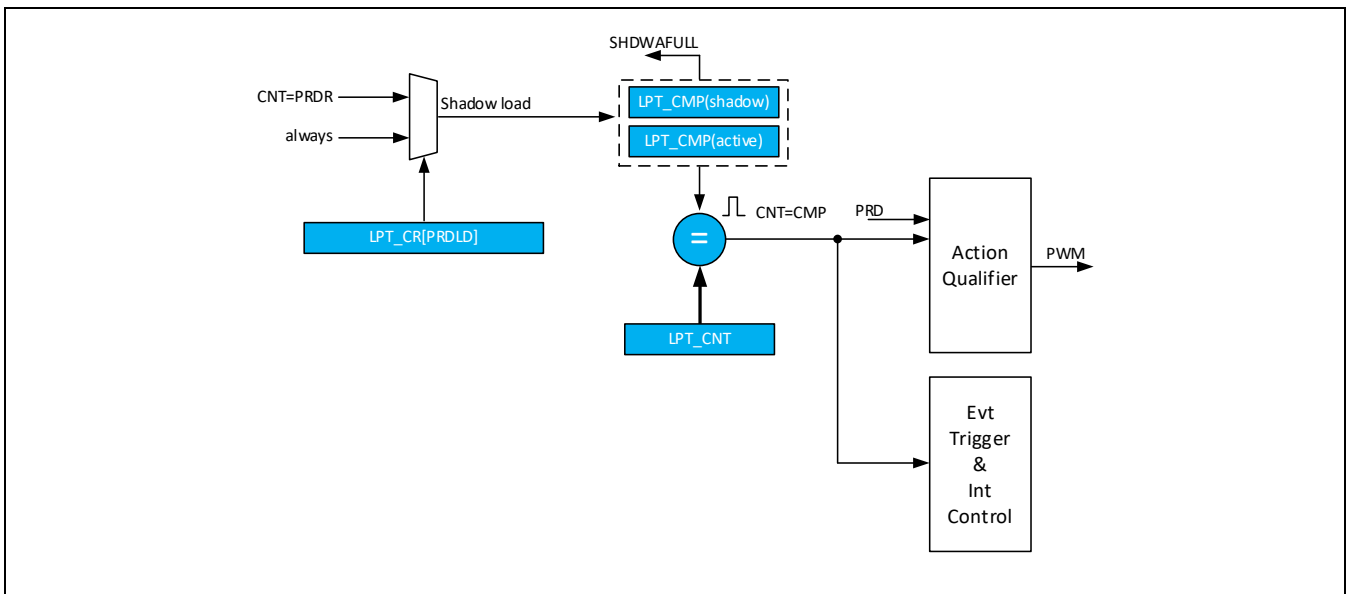 SHDWAFULL
CNT=PRDR
always
Shadow load
LPT_CMP(shadow)
LPT_CMP(active)
LPT_CR[PRDLD]
=
CNT=CMP
PRD
LPT_CNT
Action
Qualifier
PWM
Evt
Trigger
&
Int
Control